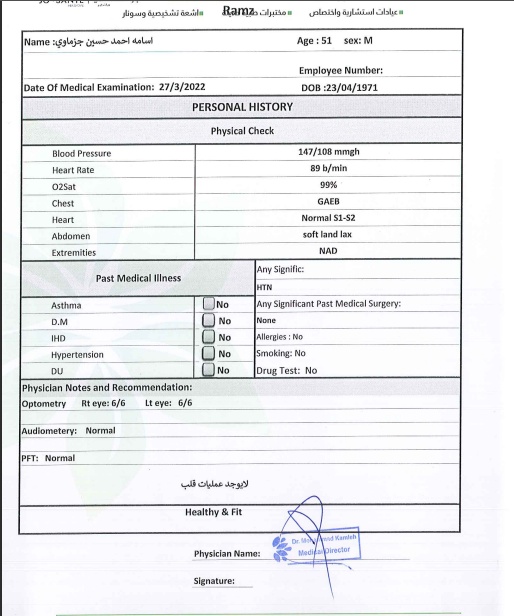 عيادات استشارية واختصاص ■ مختبرات طبية ■ اشعة تشخيصية وسونار
Ramz
Name: اسامه احمد حسين جزماوي Age : 51 sex: M
Employee Number:
Date Of Medical Examination: 27/3/2022 DOB :23/04/1971
PERSONAL HISTORY
Physical Check
Blood Pressure 147/108 mmgh
Heart Rate 89 b/min
O2Sat 99%
Chest GAEB
Heart Normal S1-S2
Abdomen soft land lax
Extremities NAD
Past Medical Illness
Any Signific:
HTN
Asthma No Any Significant Past Medical Surgery:
D.M No None
IHD No Allergies : No
Hypertension No Smoking: No
DU No Drug Test: No
Physician Notes and Recommendation:
Optometry Rt eye: 6/6 Lt eye: 6/6
Audiometery: Normal
PFT: Normal
لايوجد عمليات قلب
Healthy & Fit
Physician Name: Dr. Kamleh
Medical Director
Signature: